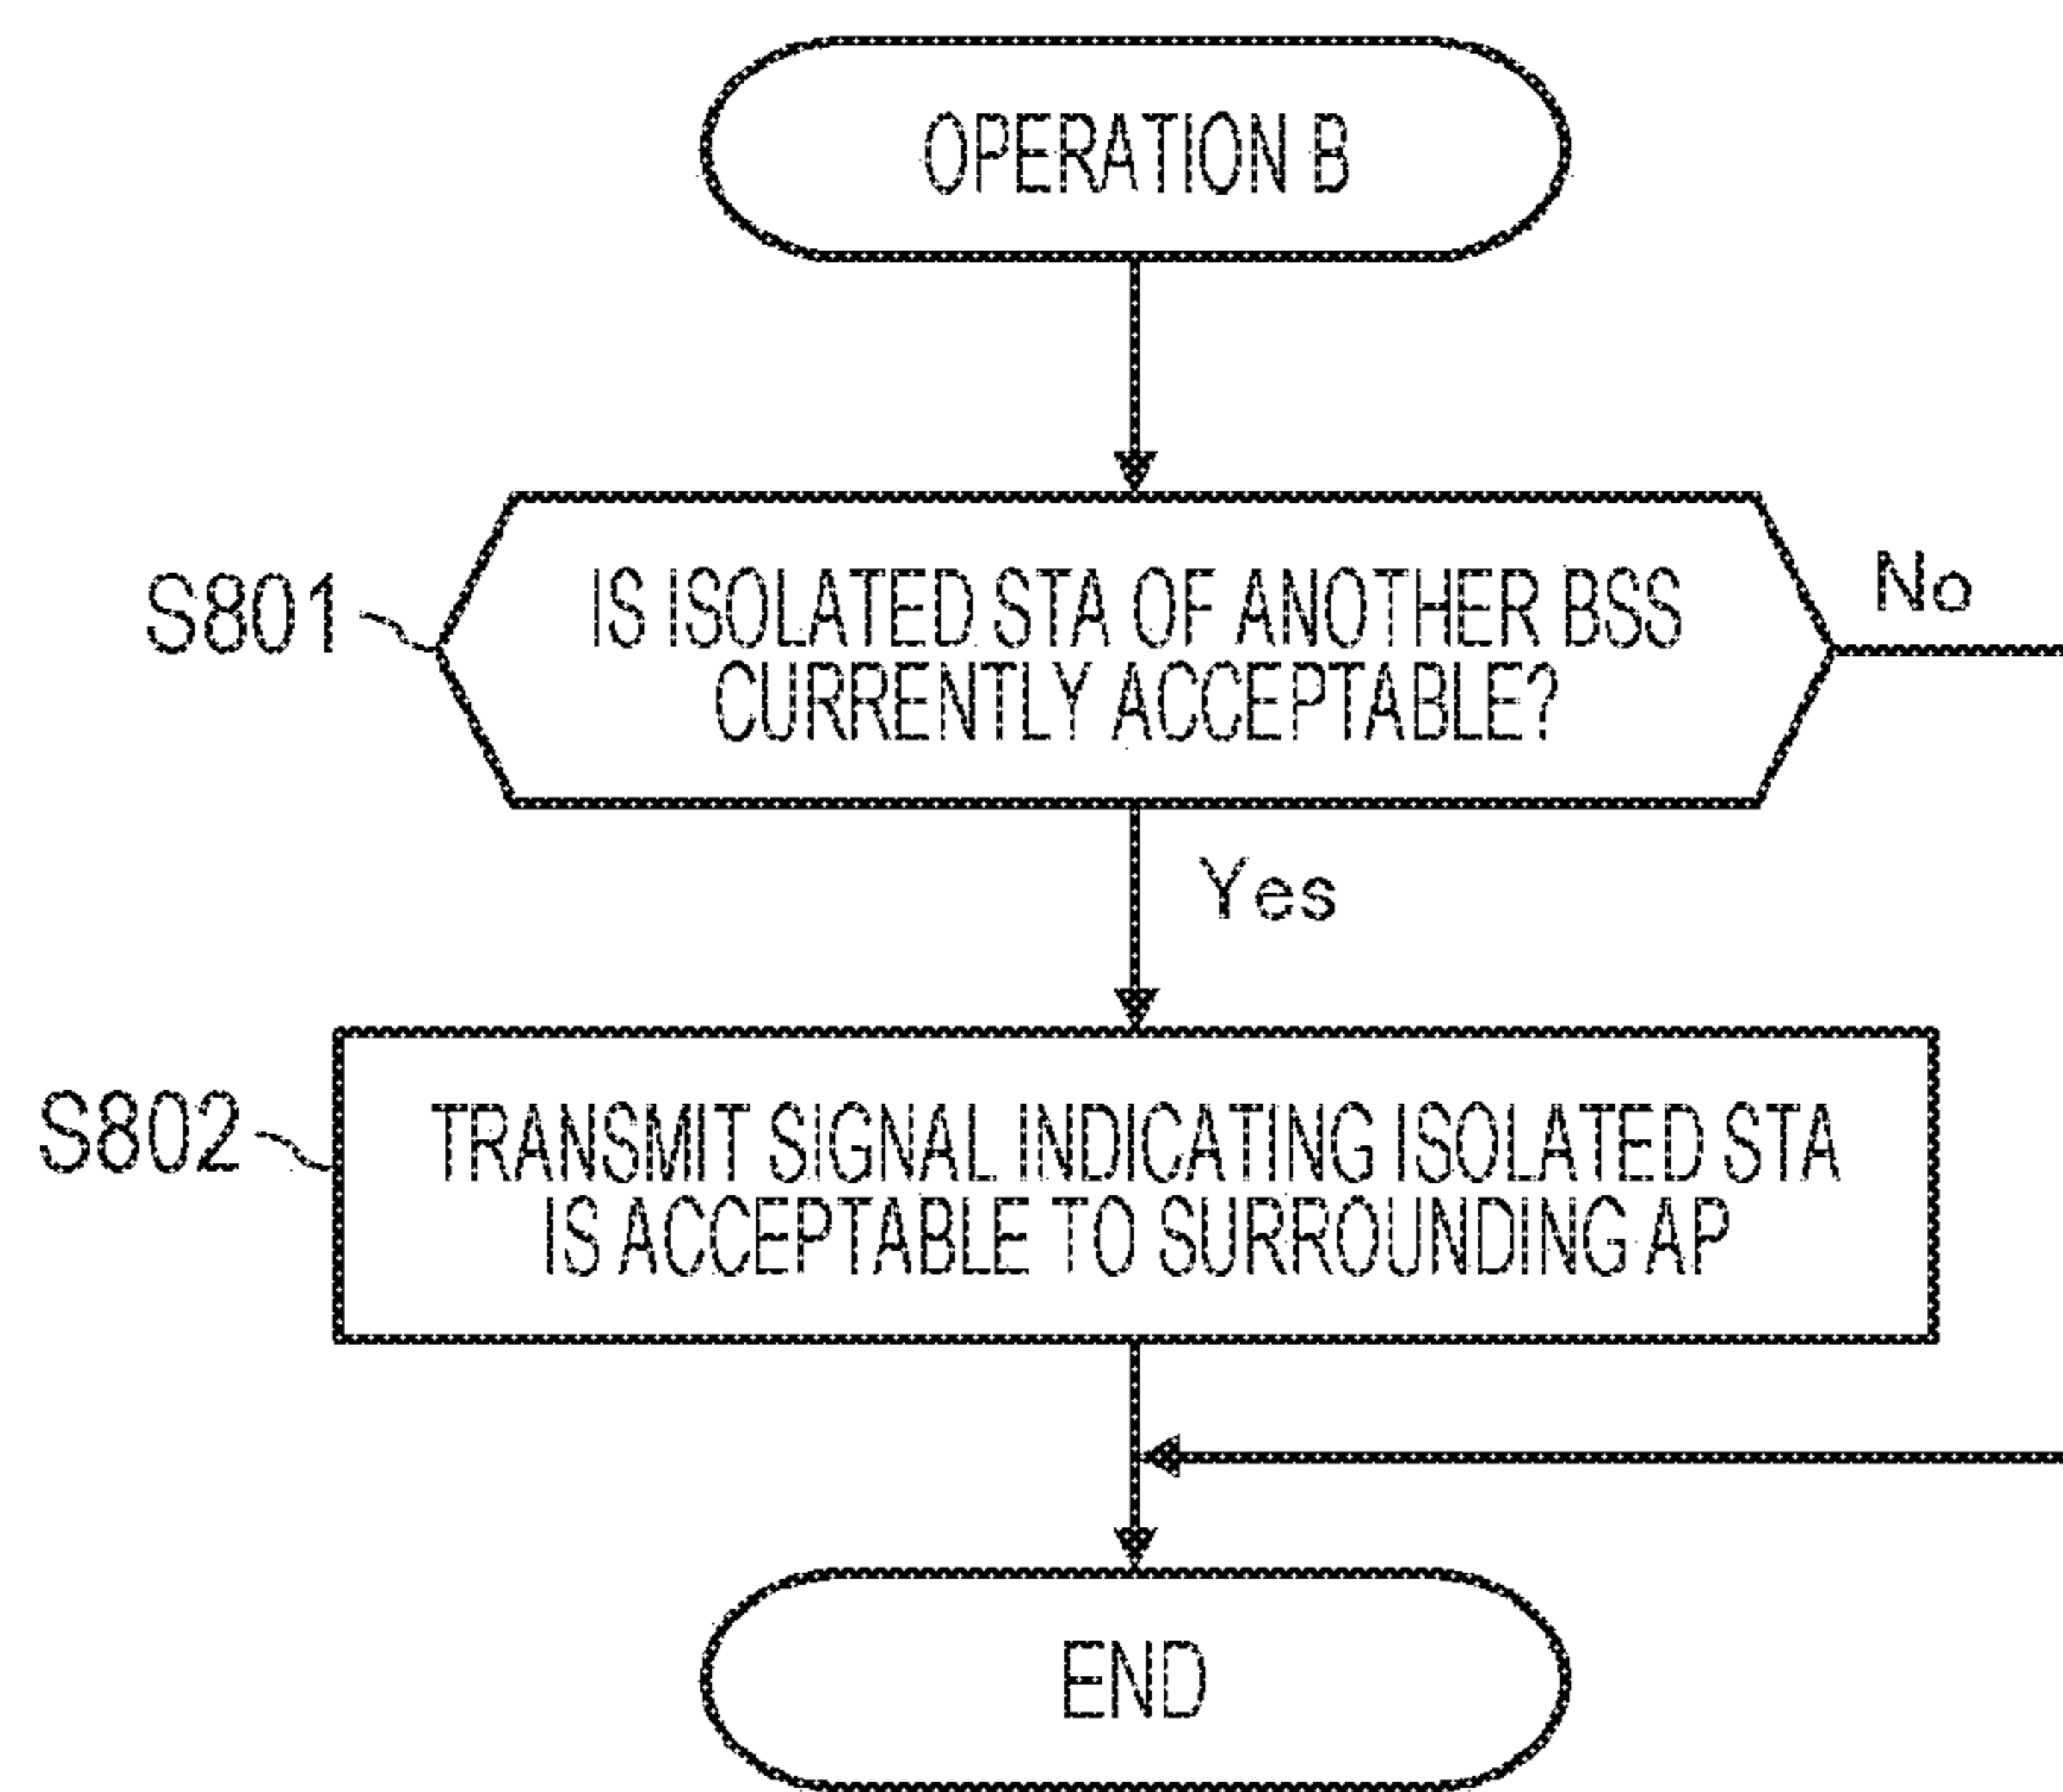 OPERATION B
S801
IS ISOLATED STA OF ANOTHER BSS
CURRENTLY ACCEPTABLE?
No
Yes
S802
TRANSMIT SIGNAL INDICATING ISOLATED STA
IS ACCEPTABLE TO SURROUNDING AP
END